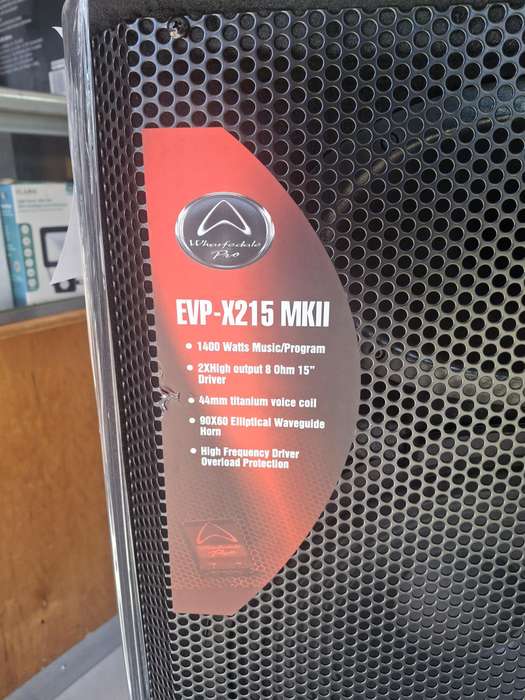 Wharfedale
Pro
EVP-X215 MKII
• 1400 Watts Music/Program
• 2XHigh output 8 Ohm 15"
Driver
• 44mm titanium voice coil
• 90X60 Elliptical Waveguide
Horn
• High Frequency Driver
Overload Protection